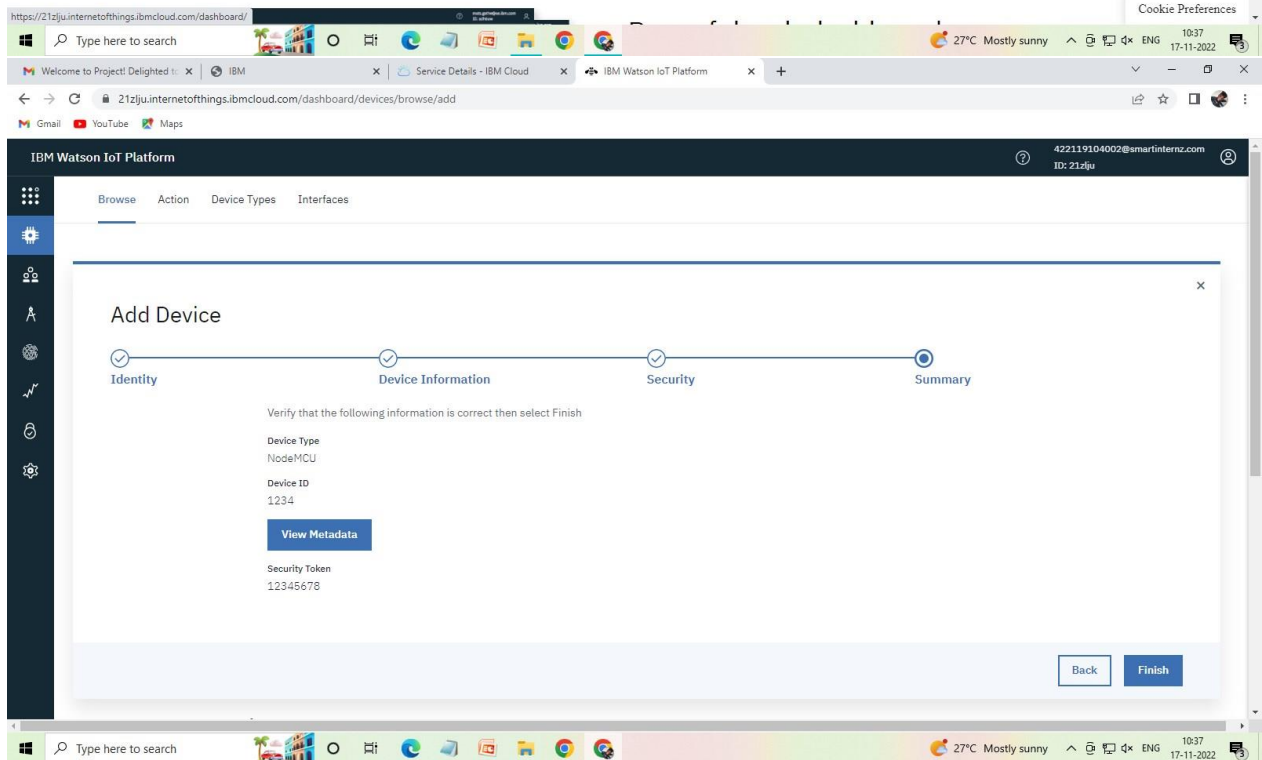 https://21zlju.internetofthings.ibmcloud.com/dashboard/
Cookie Preferences
Type here to search
27°C Mostly sunny
ENG
10:37
17-11-2022
3
Welcome to Project! Delighted to
IBM
Service Details - IBM Cloud
IBM Watson IoT Platform
21zlju.internetofthings.ibmcloud.com/dashboard/devices/browse/add
Gmail YouTube Maps
IBM Watson IoT Platform
422119104002@smartinternz.com
ID: 21zlju
Browse Action Device Types Interfaces
Add Device
Identity Device Information Security Summary
Verify that the following information is correct then select Finish
Device Type
NodeMCU
Device ID
1234
View Metadata
Security Token
12345678
Back Finish
Type here to search
27°C Mostly sunny
ENG
10:37
17-11-2022
3